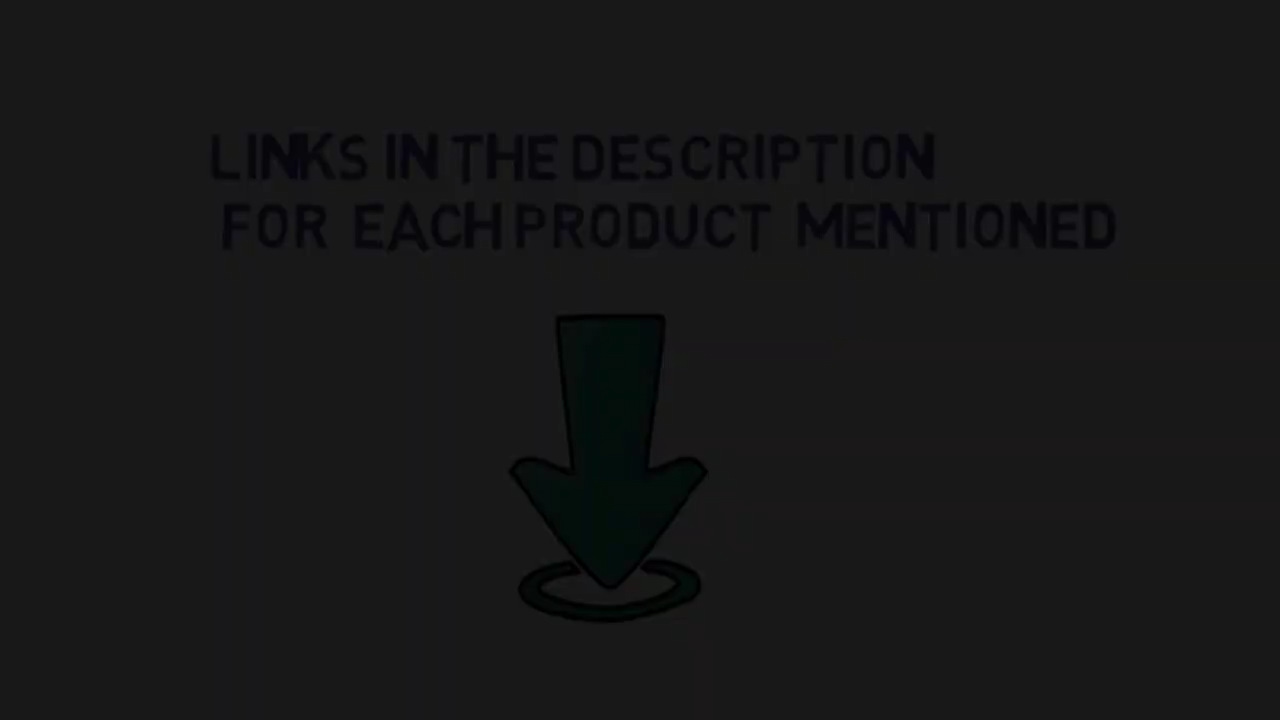 LINKS IN THE DESCRIPTION
FOR EACH PRODUCT MENTIONED